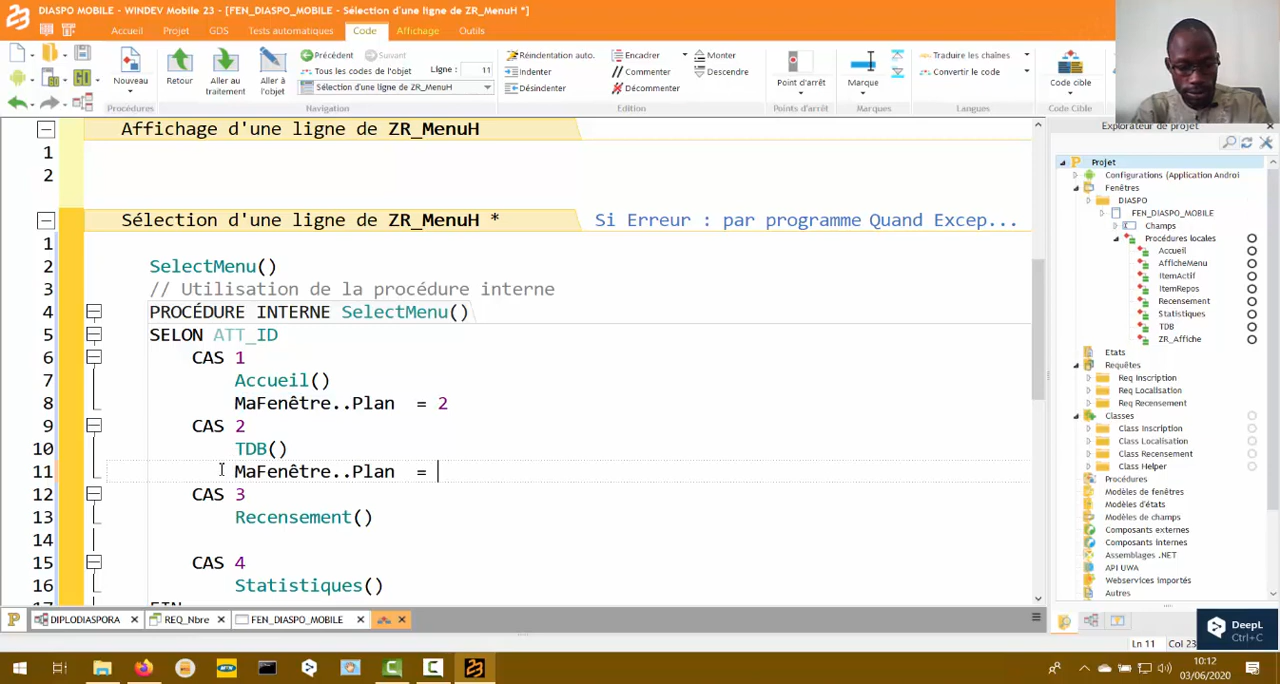 DIASPO MOBILE - WINDEV Mobile 23 - [FEN_DIASPO_MOBILE - Sélection d'une ligne de ZR_MenuH *]
Accueil Projet GDS Tests automatiques Code Affichage Outils
Nouveau
Procédures
Retour
Aller au traitement
Aller à l'objet
Précédent Suivant
Tous les codes de l'objet Ligne : 11
Sélection d'une ligne de ZR_MenuH
Navigation
Réindentation auto.
Indenter
Désindenter
Encadrer
Commenter
Décommenter
Monter
Descendre
Edition
Point d'arrêt
Points d'arrêt
Marque
Marques
Traduire les chaînes
Convertir le code
Langues
Code cible
Code Cible
Affichage d'une ligne de ZR_MenuH
1
2
Sélection d'une ligne de ZR_MenuH * Si Erreur : par programme Quand Excep...
1
2 SelectMenu()
3 // Utilisation de la procédure interne
4 PROCÉDURE INTERNE SelectMenu()
5 SELON ATT_ID
6 CAS 1
7 Accueil()
8 MaFenêtre..Plan = 2
9 CAS 2
10 TDB()
11 MaFenêtre..Plan =
12 CAS 3
13 Recensement()
14
15 CAS 4
16 Statistiques()
17 FIN
Explorateur de projet
Projet
Configurations (Application Androi
Fenêtres
DIASPO
FEN_DIASPO_MOBILE
Champs
Procédures locales
Accueil
AfficheMenu
ItemActif
ItemRepos
Recensement
Statistiques
TDB
ZR_Affiche
Etats
Requêtes
Req Inscription
Req Localisation
Req Recensement
Classes
Class Inscription
Class Localisation
Class Recensement
Class Helper
Procédures
Modèles de fenêtres
Modèles d'états
Modèles de champs
Composants externes
Composants internes
Assemblages .NET
API UWA
Webservices importés
Autres
DIPLODIASPORA REQ_Nbre FEN_DIASPO_MOBILE
DeepL
Ctrl+C
Ln 11 Col 23
10:12
03/06/2020